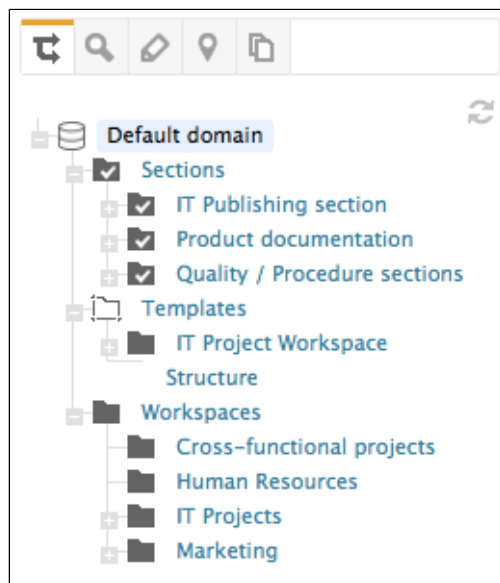 Default domain
Sections
IT Publishing section
Product documentation
Quality / Procedure sections
Templates
IT Project Workspace
Structure
Workspaces
Cross-functional projects
Human Resources
IT Projects
Marketing